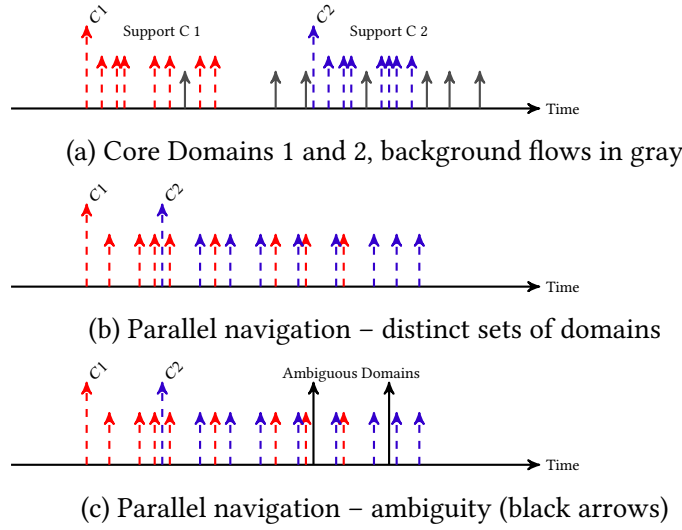 C1 Support C 1 C2 Support C 2
Time
(a) Core Domains 1 and 2, background flows in gray
C1 C2
Time
(b) Parallel navigation – distinct sets of domains
C1 C2 Ambiguous Domains
Time
(c) Parallel navigation – ambiguity (black arrows)